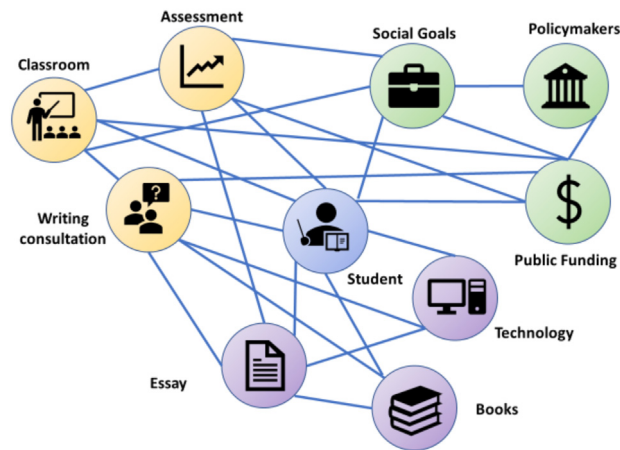 Assessment
Social Goals
Policymakers
Classroom
?
Writing
consultation
$
Public Funding
Student
Technology
Essay
Books